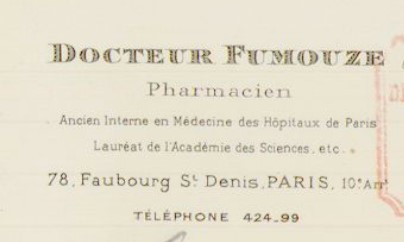 DOCTEUR FUMOUZE
Pharmacien
Ancien Interne en Médecine des Hôpitaux de Paris
Lauréat de l'Académie des Sciences, etc.
78, Faubourg St Denis, PARIS, 10e Arrt
TÉLÉPHONE 424-99